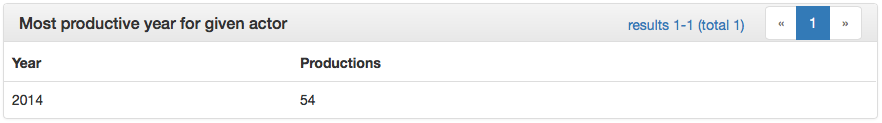 Most productive year for given actor results 1-1 (total 1) « 1 »
Year Productions
2014 54